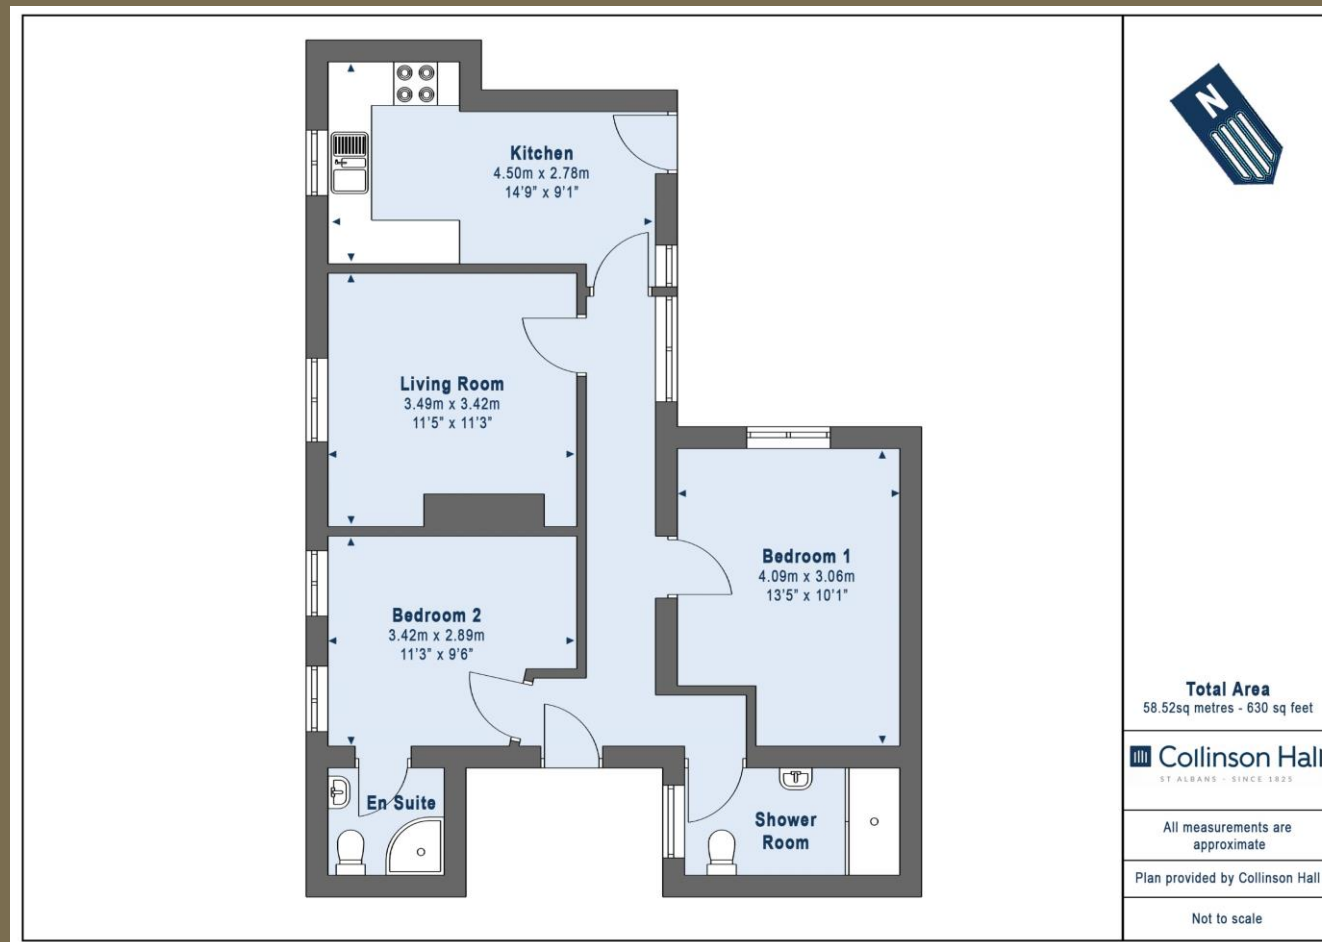 N
Kitchen
4.50m x 2.78m
14'9" x 9'1"
Living Room
3.49m x 3.42m
11'5" x 11'3"
Bedroom 1
4.09m x 3.06m
13'5" x 10'1"
Bedroom 2
3.42m x 2.89m
11'3" x 9'6"
En Suite
Shower
Room
Total Area
58.52sq metres - 630 sq feet
Collinson Hall
ST ALBANS - SINCE 1825
All measurements are
approximate
Plan provided by Collinson Hall
Not to scale